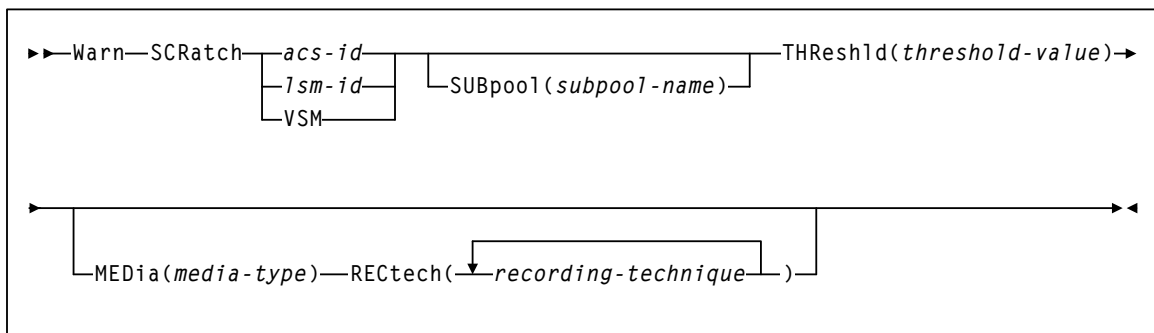 Warn SCRatch acs-id THReshld(threshold-value)
lsm-id SUBpool(subpool-name)
VSM
MEDia(media-type) RECtech( recording-technique )